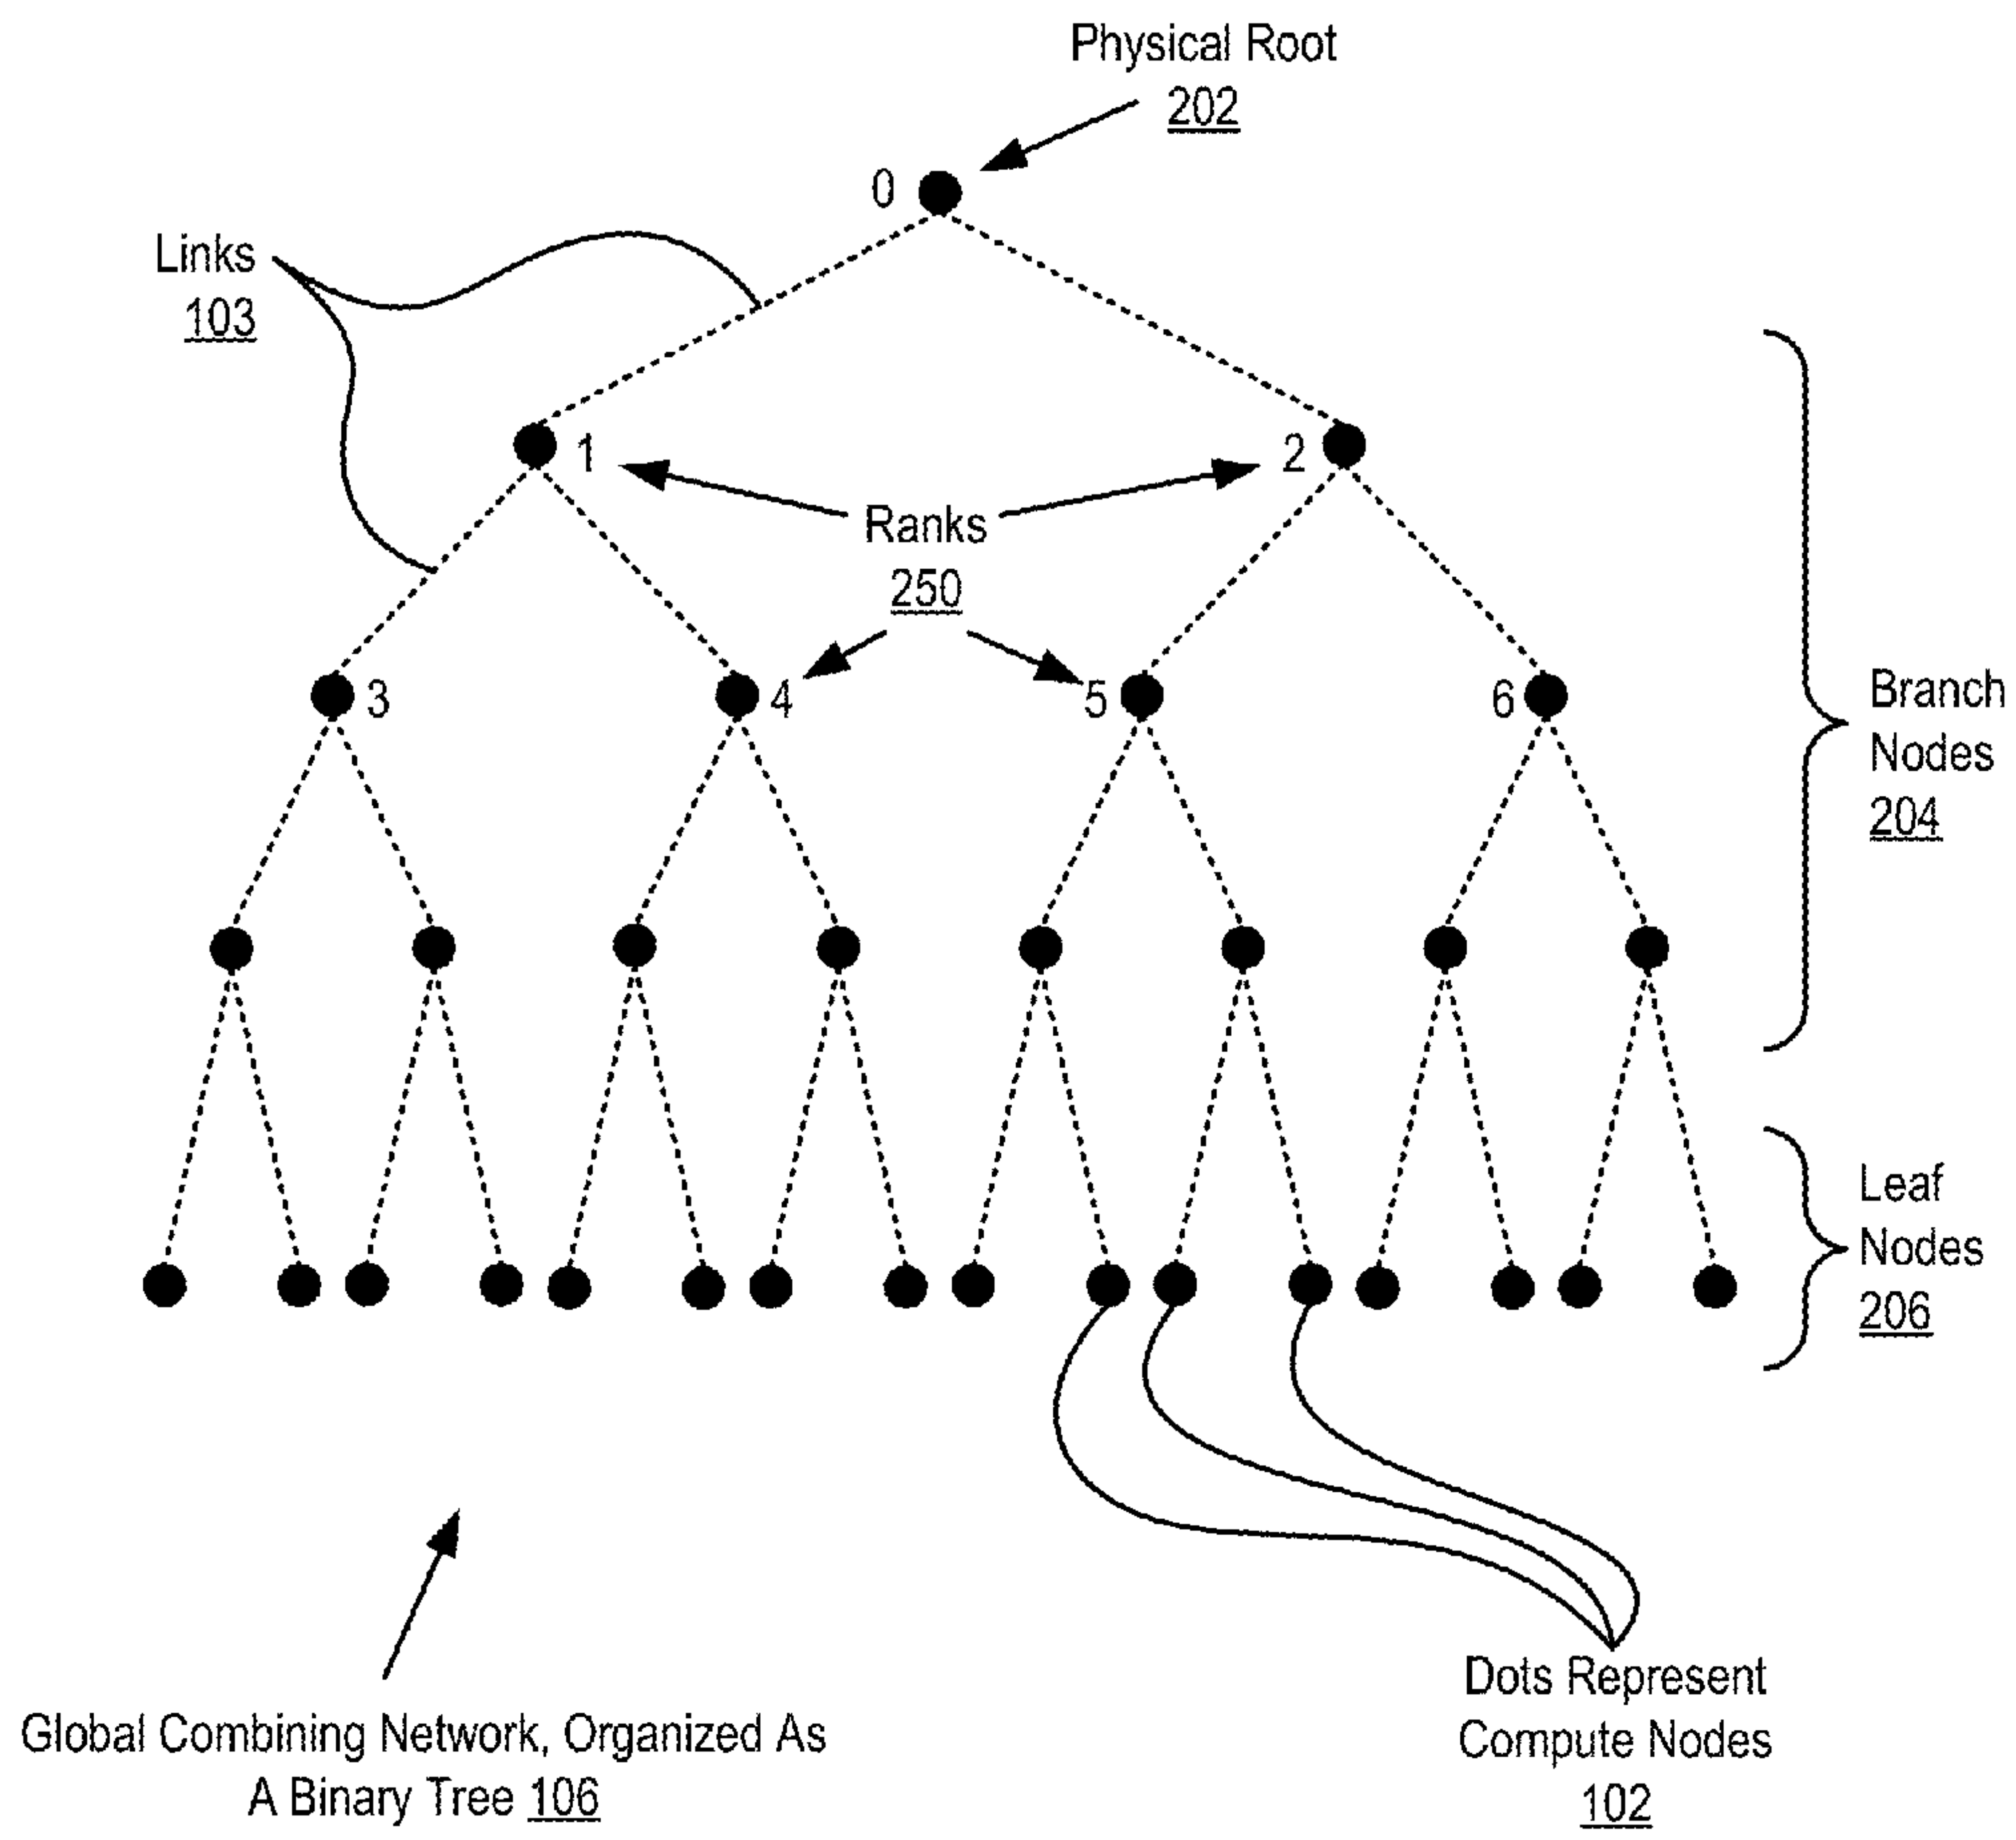 Physical Root
202
0
Links
103
1
2
Ranks
250
3
4
5
6
Branch
Nodes
204
Leaf
Nodes
206
Global Combining Network, Organized As
A Binary Tree 106
Dots Represent
Compute Nodes
102